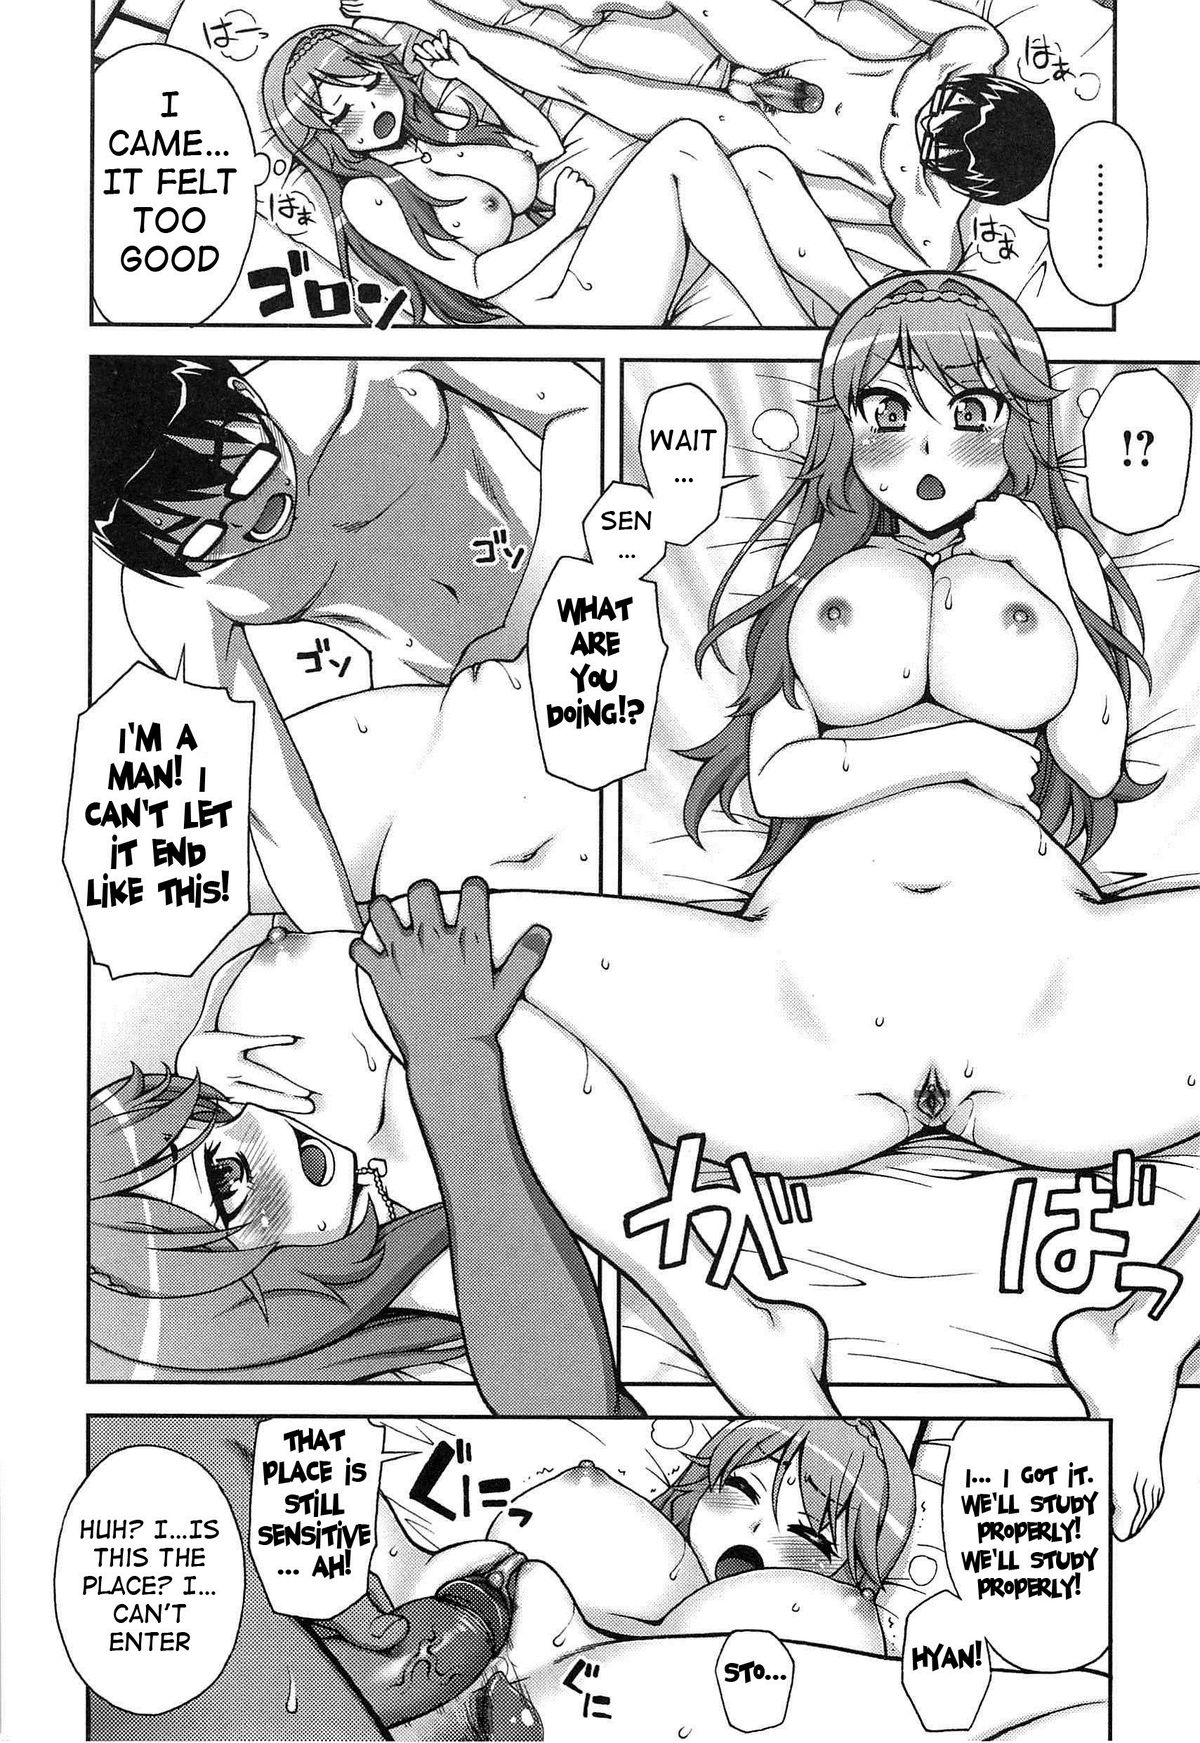 ………
はあぁ
はあぁ
はーっ
はあぁ
I
CAME...
IT FELT
TOO
GOOD
ゴロン
!?
WAIT
...
SEN
...
WHAT
ARE
YOU
DOING!?
がばっ
ゴソ
ゴソ
I'M A
MAN! I
CAN'T LET
IT END
LIKE THIS!
I... I GOT IT.
WE'LL STUDY
PROPERLY!
WE'LL STUDY
PROPERLY!
HYAN!
STO...
ぐにっ
ぐに
THAT
PLACE IS
STILL
SENSITIVE
... AH!
HUH? I...IS
THIS THE
PLACE? I...
CAN'T
ENTER